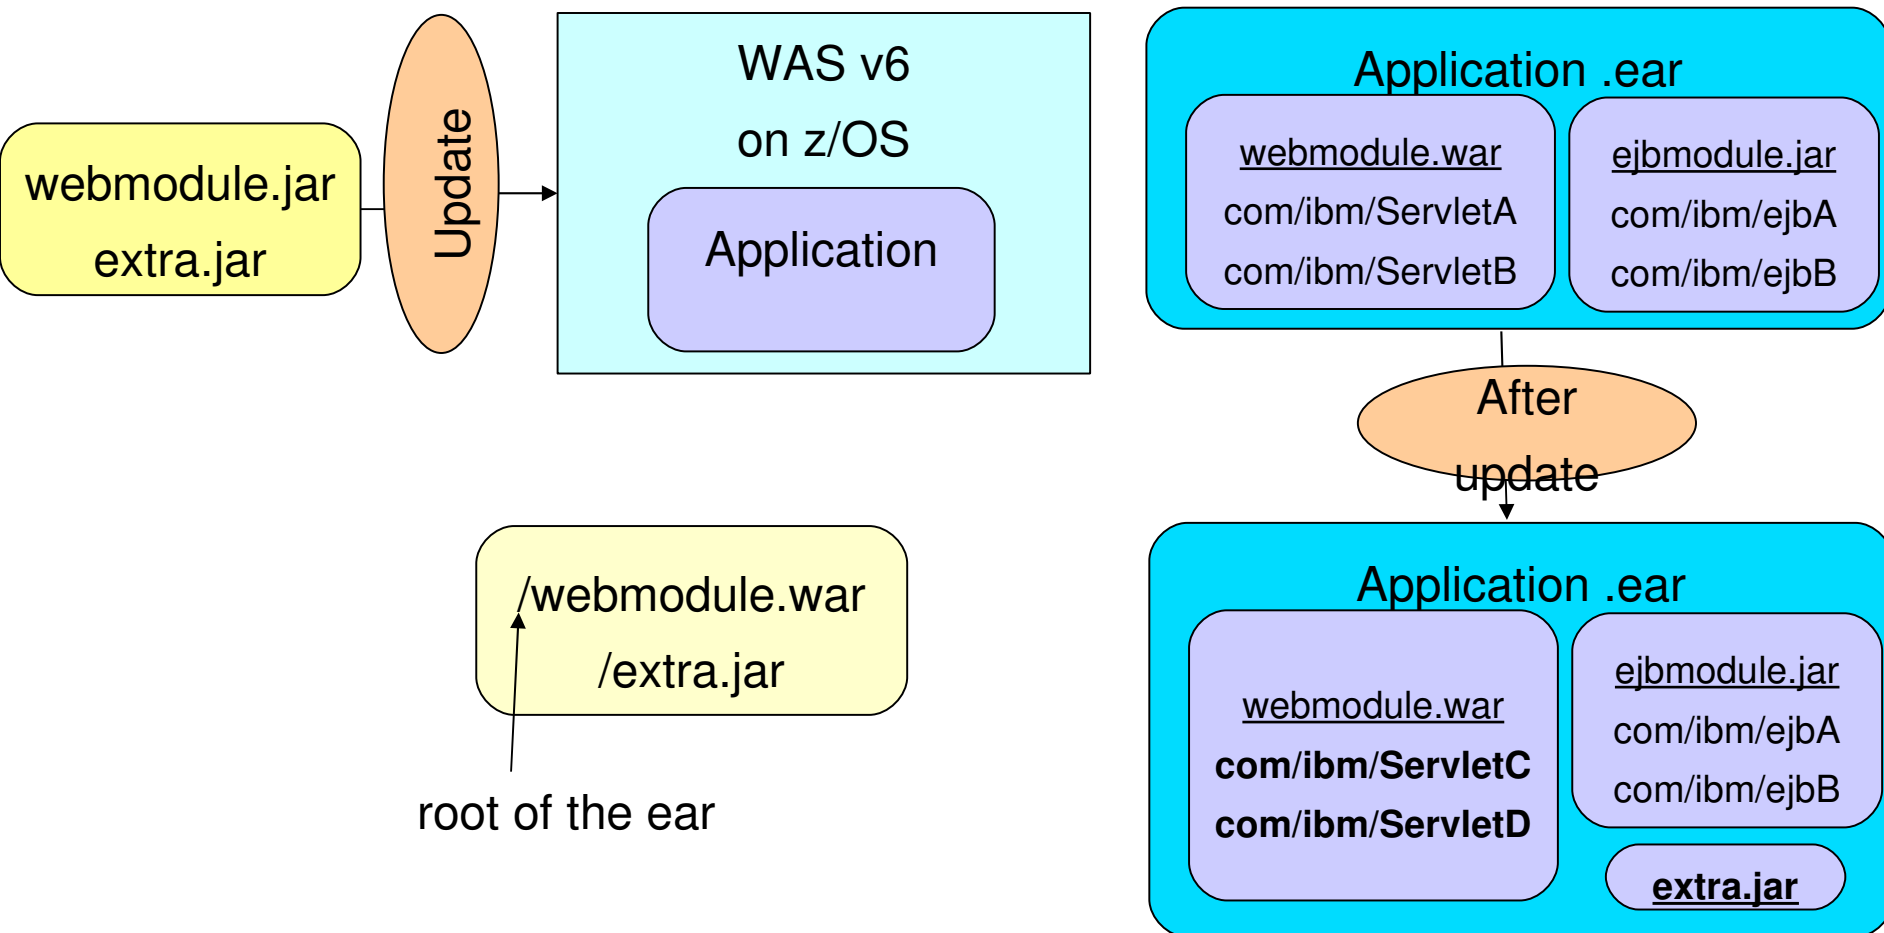 webmodule.jar
extra.jar
Update
WAS v6
on z/OS
Application
Application .ear
webmodule.war
com/ibm/ServletA
com/ibm/ServletB
ejbmodule.jar
com/ibm/ejbA
com/ibm/ejbB
After
update
/webmodule.war
/extra.jar
root of the ear
Application .ear
webmodule.war
com/ibm/ServletC
com/ibm/ServletD
ejbmodule.jar
com/ibm/ejbA
com/ibm/ejbB
extra.jar